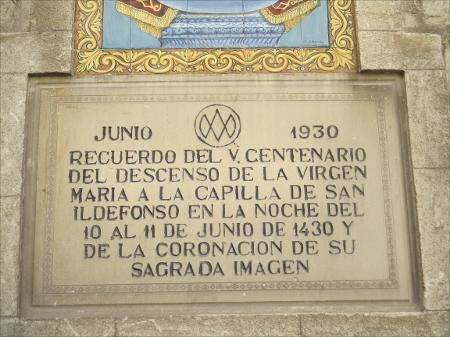 JUNIO 1930
RECUERDO DEL V. CENTENARIO
DEL DESCENSO DE LA VIRGEN
MARIA A LA CAPILLA DE SAN
ILDEFONSO EN LA NOCHE DEL
10 AL 11 DE JUNIO DE 1430 Y
DE LA CORONACION DE SU
SAGRADA IMAGEN